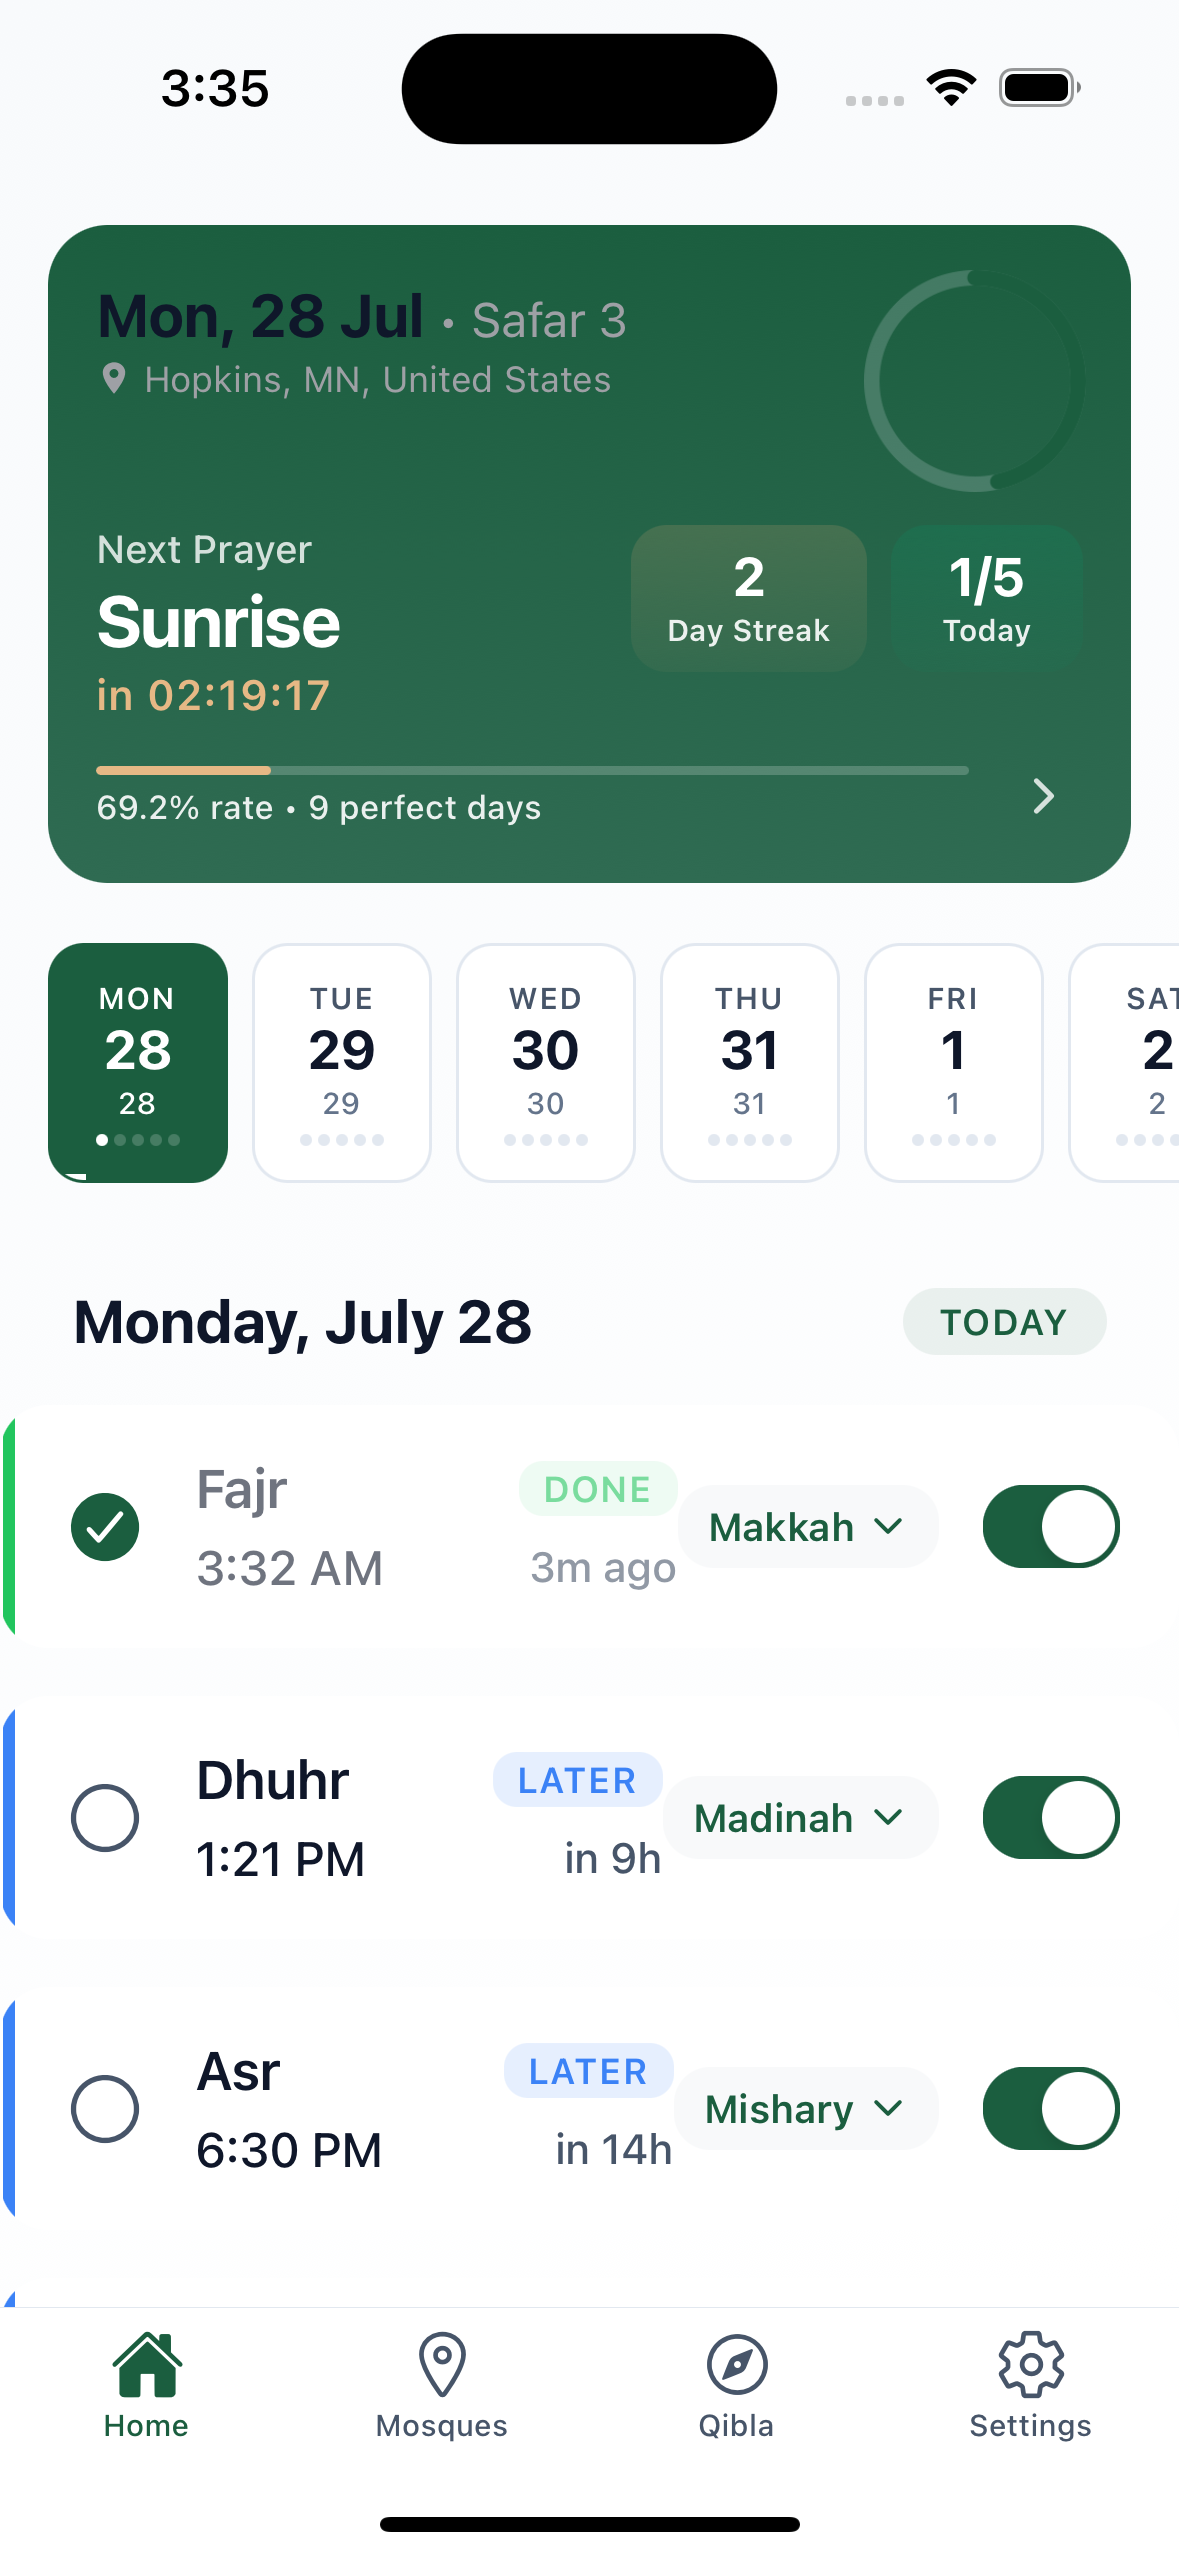 3:35
Mon, 28 Jul • Safar 3
Hopkins, MN, United States
Next Prayer
Sunrise
in 02:19:17
2
Day Streak
1/5
Today
69.2% rate • 9 perfect days
MON
28
28
TUE
29
29
WED
30
30
THU
31
31
FRI
1
1
SAT
2
2
Monday, July 28
TODAY
Fajr
3:32 AM
DONE
3m ago
Makkah
Dhuhr
1:21 PM
LATER
in 9h
Madinah
Asr
6:30 PM
LATER
in 14h
Mishary
Home
Mosques
Qibla
Settings